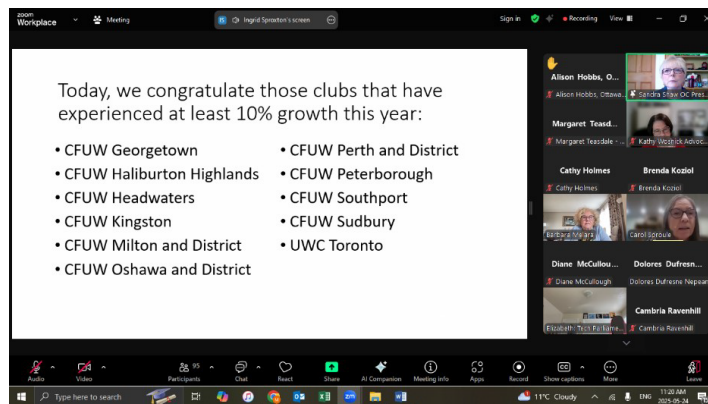 zoom
Workplace
Meeting
IS
Ingrid Sproxton's screen
Sign in
Recording
View
Today, we congratulate those clubs that have
experienced at least 10% growth this year:
• CFUW Georgetown
• CFUW Haliburton Highlands
• CFUW Headwaters
• CFUW Kingston
• CFUW Milton and District
• CFUW Oshawa and District
• CFUW Perth and District
• CFUW Peterborough
• CFUW Southport
• CFUW Sudbury
• UWC Toronto
Alison Hobbs, O...
Alison Hobbs, Ottawa...
Sandra Shaw OC Pres...
Margaret Teasd...
Margaret Teasdale - ...
Kathy Wosnick Advoc...
Cathy Holmes
Cathy Holmes
Brenda Koziol
Brenda Koziol
Barbara Melara
Carol Sproule
Diane McCullou...
Diane McCullough
Dolores Dufresn...
Dolores Dufresne Nepean
Elizabeth Tach Parliame...
Cambria Ravenhill
Cambria Ravenhill
Audio
Video
95
Participants
Chat
React
Share
AI Companion
Meeting info
Apps
Record
CC
Show captions
More
Leave
Type here to search
zm
11°C Cloudy
ENG
11:20 AM
2025-05-24